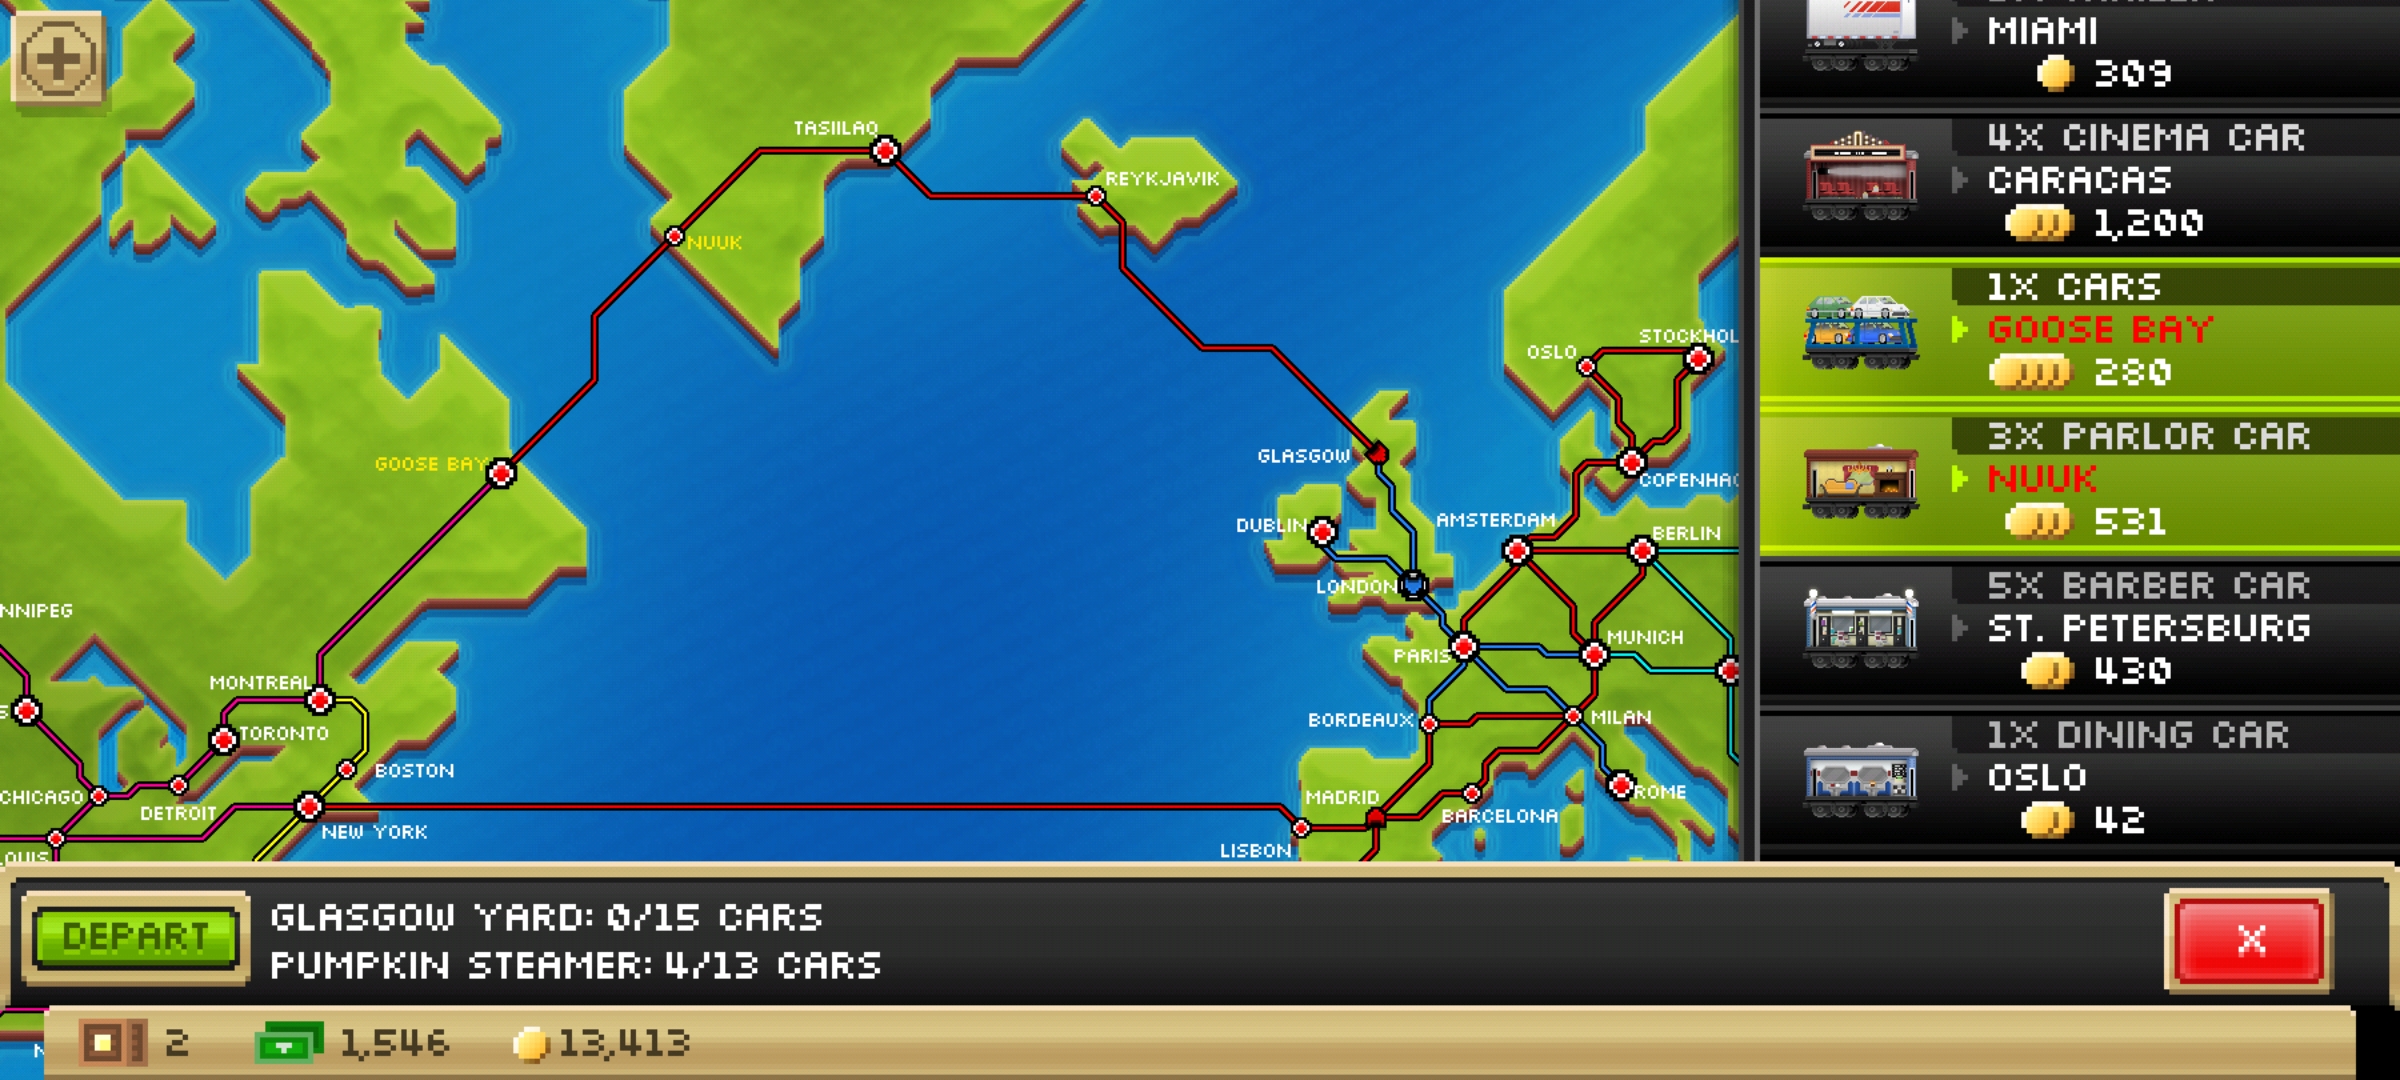 MIAMI
309
4X CINEMA CAR
CARACAS
1,200
1X CARS
GOOSE BAY
280
3X PARLOR CAR
NUUK
531
5X BARBER CAR
ST. PETERSBURG
430
1X DINING CAR
OSLO
42
TASIILAQ
REYKJAVIK
NUUK
OSLO
STOCKHOL
GLASGOW
GOOSE BAY
COPENHAG
DUBLIN
AMSTERDAM
BERLIN
LONDON
NNIPEG
MUNICH
PARIS
MONTREAL
BORDEAUX
MILAN
TORONTO
BOSTON
CHICAGO
DETROIT
MADRID
ROME
BARCELONA
NEW YORK
LISBON
OUIS
DEPART
GLASGOW YARD: 0/15 CARS
PUMPKIN STEAMER: 4/13 CARS
X
2
1,546
13,413